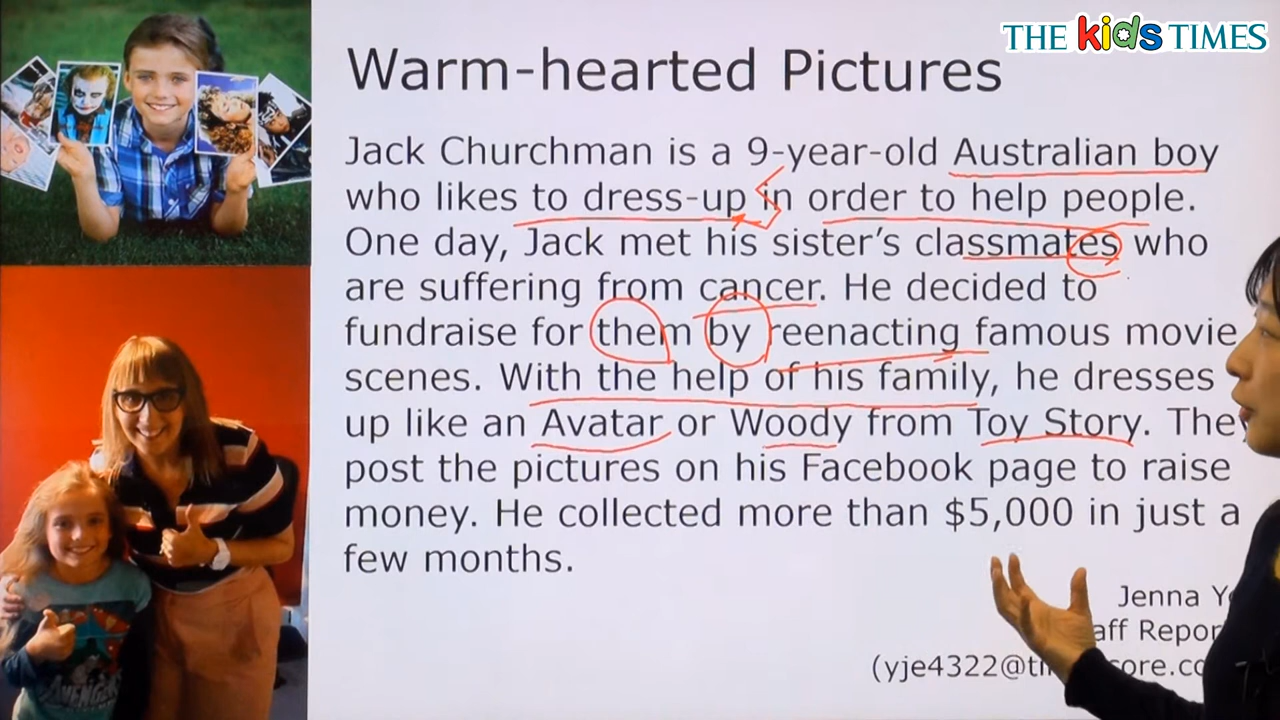 THE kids TIMES
Warm-hearted Pictures
Jack Churchman is a 9-year-old Australian boy
who likes to dress-up in order to help people.
One day, Jack met his sister's classmates who
are suffering from cancer. He decided to
fundraise for them by reenacting famous movie
scenes. With the help of his family, he dresses
up like an Avatar or Woody from Toy Story. They
post the pictures on his Facebook page to raise
money. He collected more than $5,000 in just a
few months.
Jenna
AVENGERS